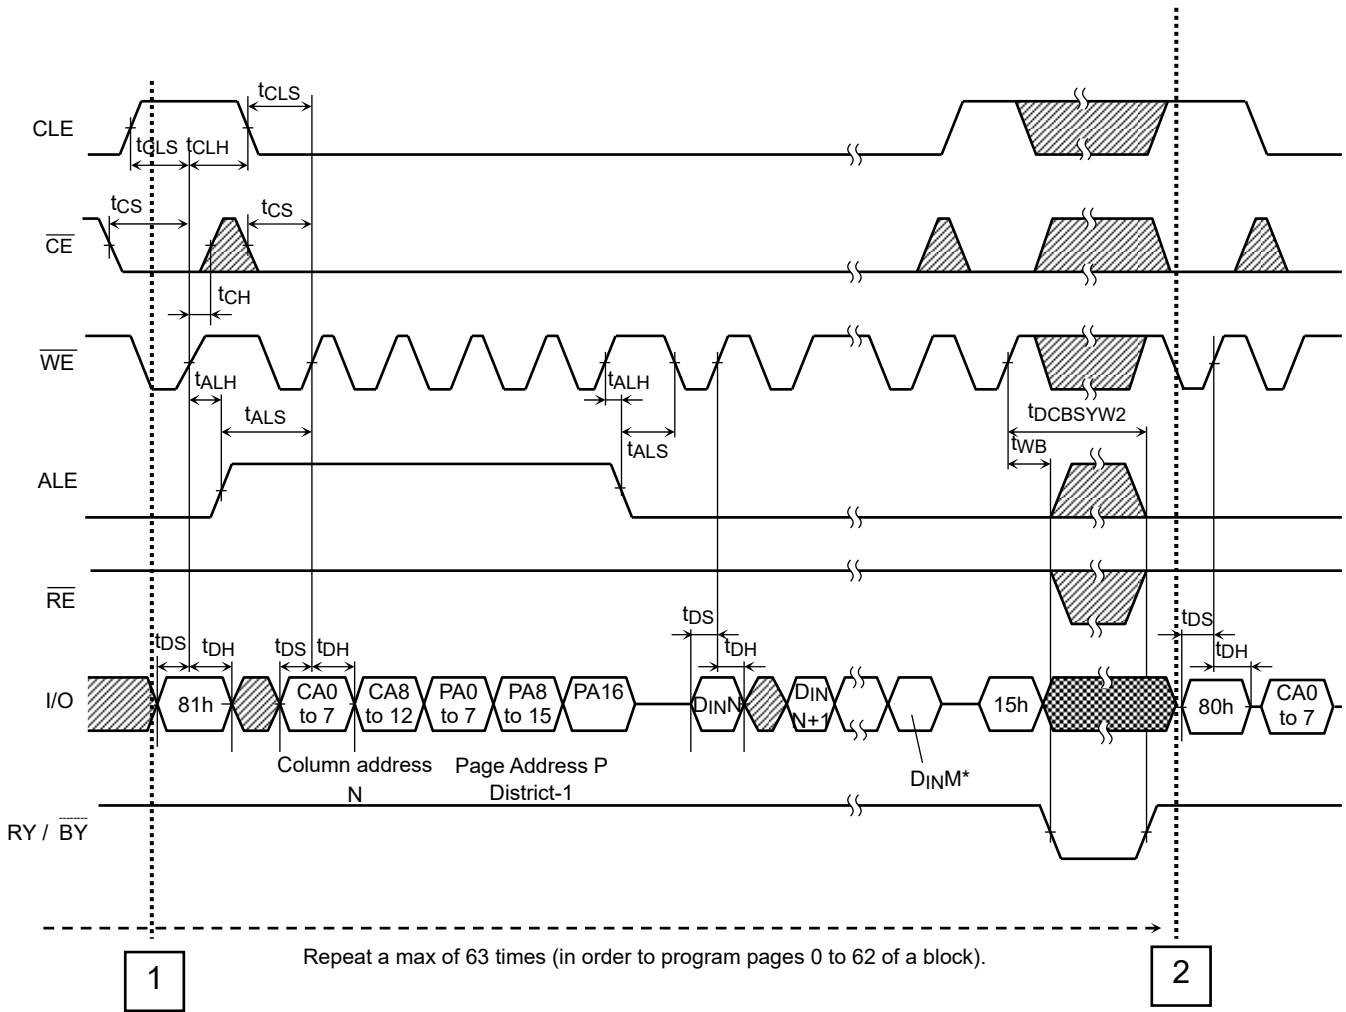 tCLS
CLE
tCLS tCLH
tCS tCS
CE
tCH
WE
tALH tALH
tALS tDCBSYW2
tALS tWB
ALE
RE
tDS tDS
tDS tDH tDS tDH tDH tDH
I/O
81h
CA0
to 7
CA8
to 12
PA0
to 7
PA8
to 15
PA16
DINN
DIN
N+1
15h
80h
CA0
to 7
DINM*
Column address
N
Page Address P
District-1
RY / BY
Repeat a max of 63 times (in order to program pages 0 to 62 of a block).
1
2